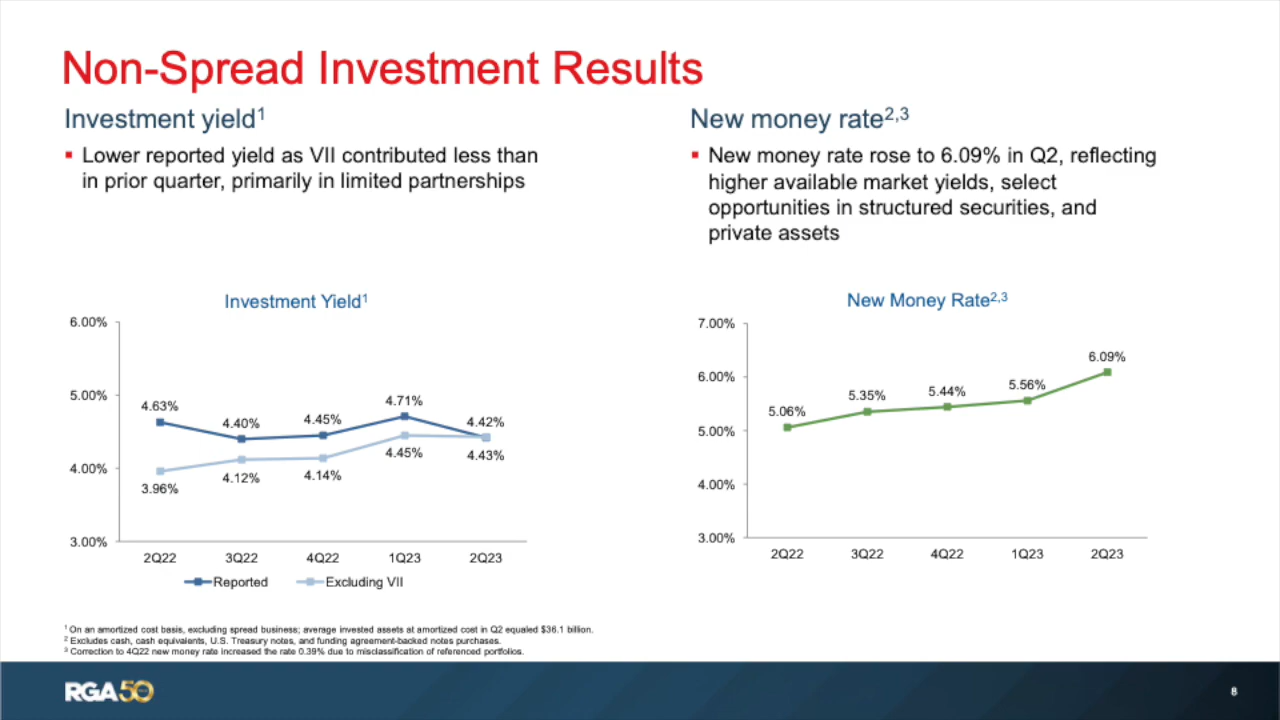 Non-Spread Investment Results
Investment yield1
▪ Lower reported yield as VII contributed less than
in prior quarter, primarily in limited partnerships
New money rate2,3
▪ New money rate rose to 6.09% in Q2, reflecting
higher available market yields, select
opportunities in structured securities, and
private assets
Investment Yield1
6.00%
5.00%
4.00%
3.00%
4.63%
4.40%
4.45%
4.71%
4.42%
3.96%
4.12%
4.14%
4.45%
4.43%
2Q22 3Q22 4Q22 1Q23 2Q23
Reported Excluding VII
New Money Rate2,3
7.00%
6.00%
5.00%
4.00%
3.00%
5.06%
5.35%
5.44%
5.56%
6.09%
2Q22 3Q22 4Q22 1Q23 2Q23
1 On an amortized cost basis, excluding spread business; average invested assets at amortized cost in Q2 equaled $36.1 billion.
2 Excludes cash, cash equivalents, U.S. Treasury notes, and funding agreement-backed notes purchases.
3 Correction to 4Q22 new money rate increased the rate 0.39% due to misclassification of referenced portfolios.
RGA50
8